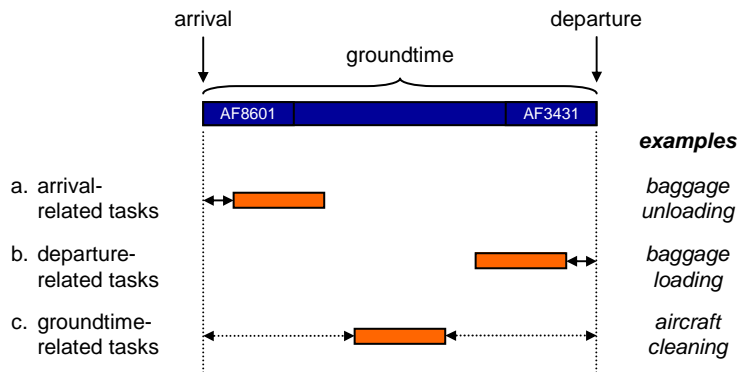 arrival
departure
groundtime
AF8601
AF3431
examples
a. arrival-
related tasks
baggage
unloading
b. departure-
related tasks
baggage
loading
c. groundtime-
related tasks
aircraft
cleaning